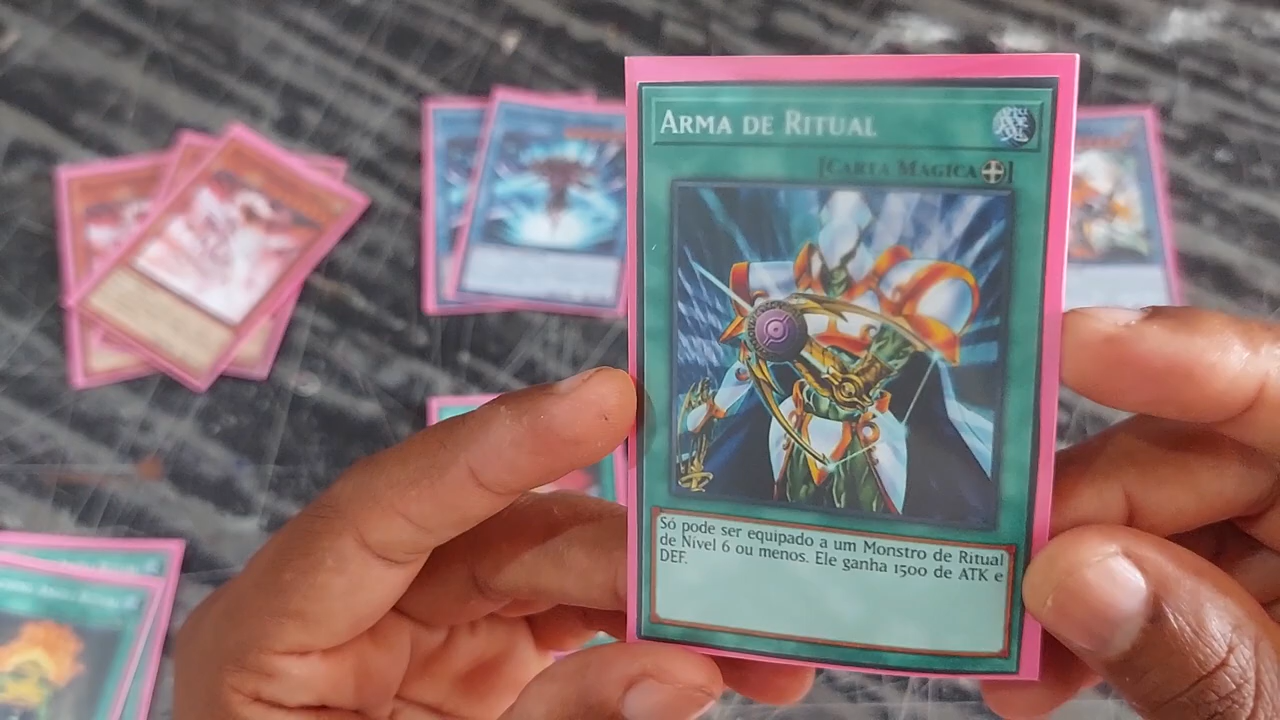 ARMA DE RITUAL
[CARTA MÁGICA]
Só pode ser equipado a um Monstro de Ritual
de Nível 6 ou menos. Ele ganha 1500 de ATK e
DEF.